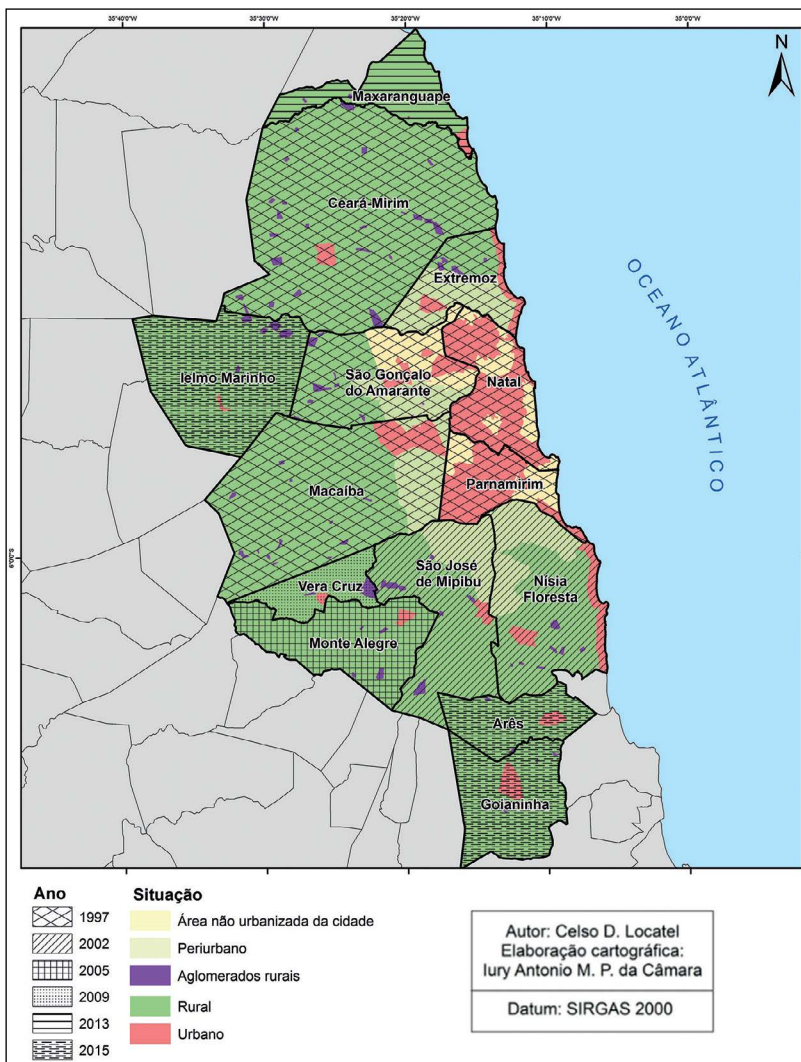 35°40'0"W 35°30'0"W 35°20'0"W 35°10'0"W 35°0'0"W
N
Maxaranguape
Ceará-Mirim
Extremoz
OCEANO ATLÂNTICO
Ielmo Marinho
São Gonçalo
do Amarante
Natal
Macaíba
Parnamirim
6°00'S
São José
de Mipibu
Vera Cruz
Nísia
Floresta
Monte Alegre
Arês
Goianinha
Ano
1997
2002
2005
2009
2013
2015
Situação
Área não urbanizada da cidade
Periurbano
Aglomerados rurais
Rural
Urbano
Autor: Celso D. Locatel
Elaboração cartográfica:
Iury Antonio M. P. da Câmara
Datum: SIRGAS 2000